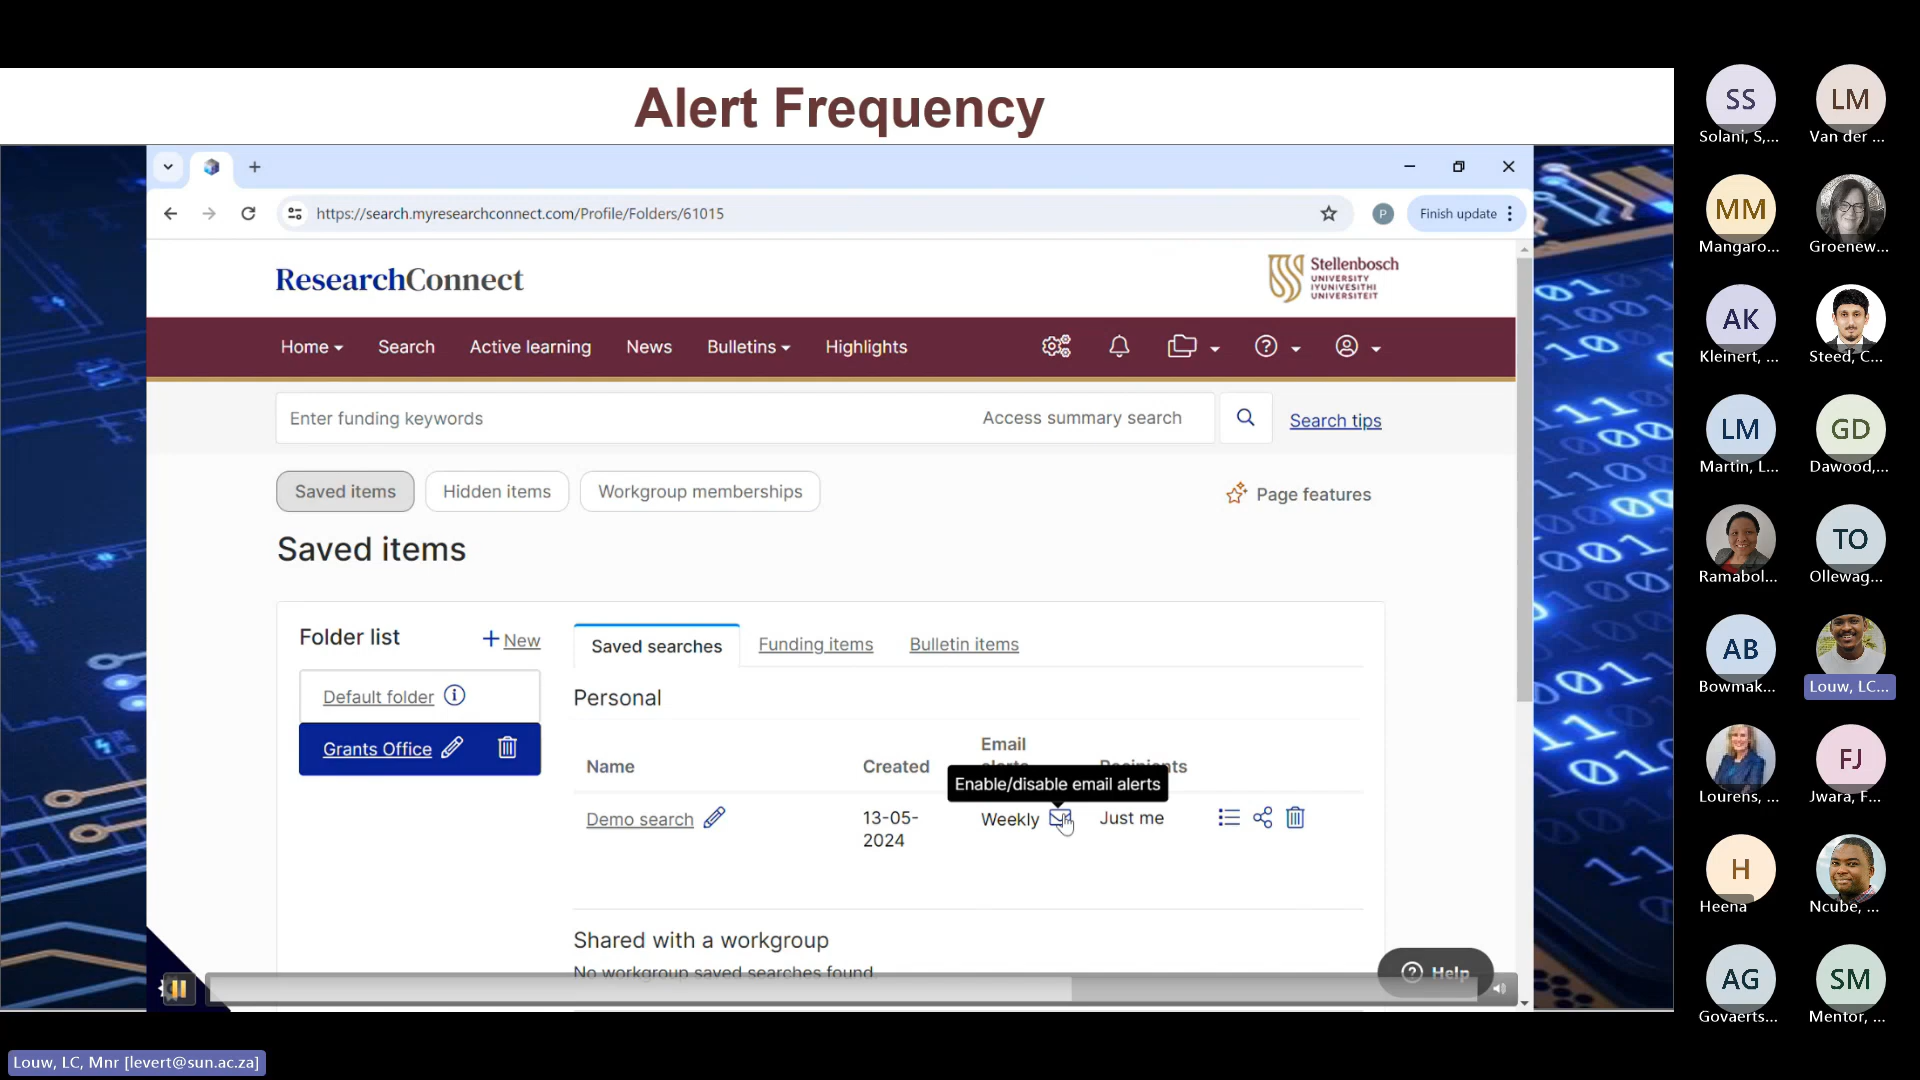 Alert Frequency
https://search.myresearchconnect.com/Profile/Folders/61015
P
Finish update
ResearchConnect
Stellenbosch
UNIVERSITY
IYUNIVESITHI
UNIVERSITEIT
Home
Search
Active learning
News
Bulletins
Highlights
Enter funding keywords
Access summary search
Search tips
Saved items
Hidden items
Workgroup memberships
Page features
Saved items
Folder list
New
Default folder
Grants Office
Saved searches
Funding items
Bulletin items
Personal
Name
Created
Email
alerts
Recipients
Enable/disable email alerts
Demo search
13-05-
2024
Weekly
Just me
Shared with a workgroup
No workgroup saved searches found
Help
SS
Solani, S,...
LM
Van der ...
MM
Mangaro...
Groenew...
AK
Kleinert, ...
Steed, C...
LM
Martin, L...
GD
Dawood,...
Ramabol...
TO
Ollewag...
AB
Bowmak...
Louw, LC...
Lourens, ...
FJ
Jwara, F...
H
Heena
Ncube, ...
AG
Govaerts...
SM
Mentor, ...
Louw, LC, Mnr [levert@sun.ac.za]